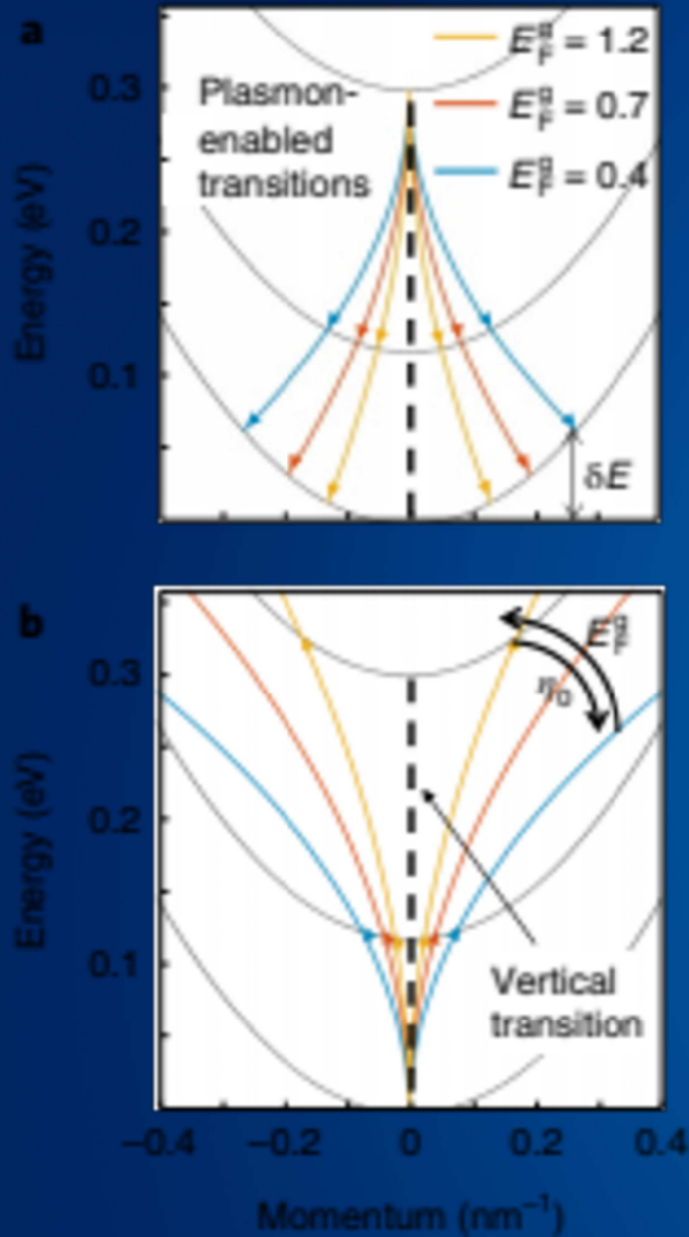 a
Energy (eV)
0.3
0.2
0.1
Plasmon-
enabled
transitions
E_F^g = 1.2
E_F^g = 0.7
E_F^g = 0.4
δE
b
Energy (eV)
0.3
0.2
0.1
E_F^g
η₀
Vertical
transition
−0.4 −0.2 0 0.2 0.4
Momentum (nm⁻¹)